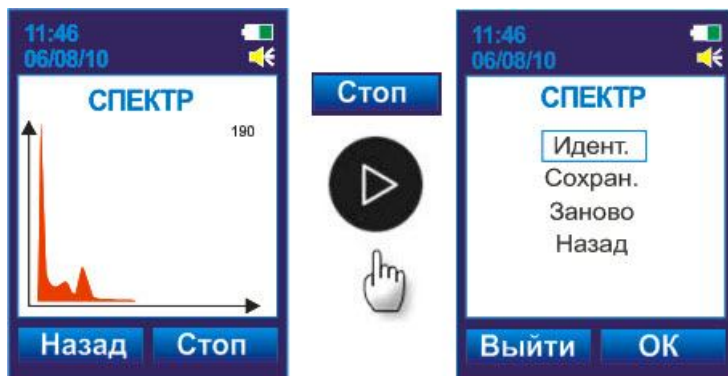 11:46
06/08/10
СПЕКТР
190
Назад Стоп
Стоп
11:46
06/08/10
СПЕКТР
Идент.
Сохран.
Заново
Назад
Выйти ОК